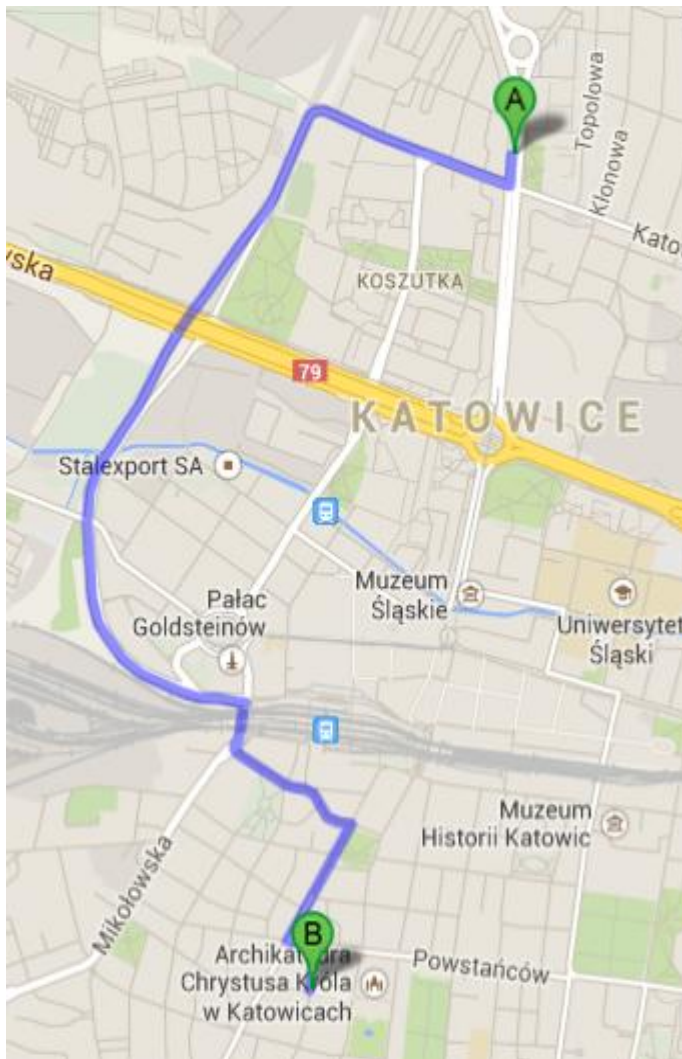 A
Topolowa
Klonowa
Kato
wska
KOSZUTKA
79
KATOWICE
Stalexport SA
Muzeum
Śląskie
Pałac
Goldsteinów
Uniwersytet
Śląski
Muzeum
Historii Katowic
Mikołowska
B
Powstańców
Archikatedra
Chrystusa Króla
w Katowicach